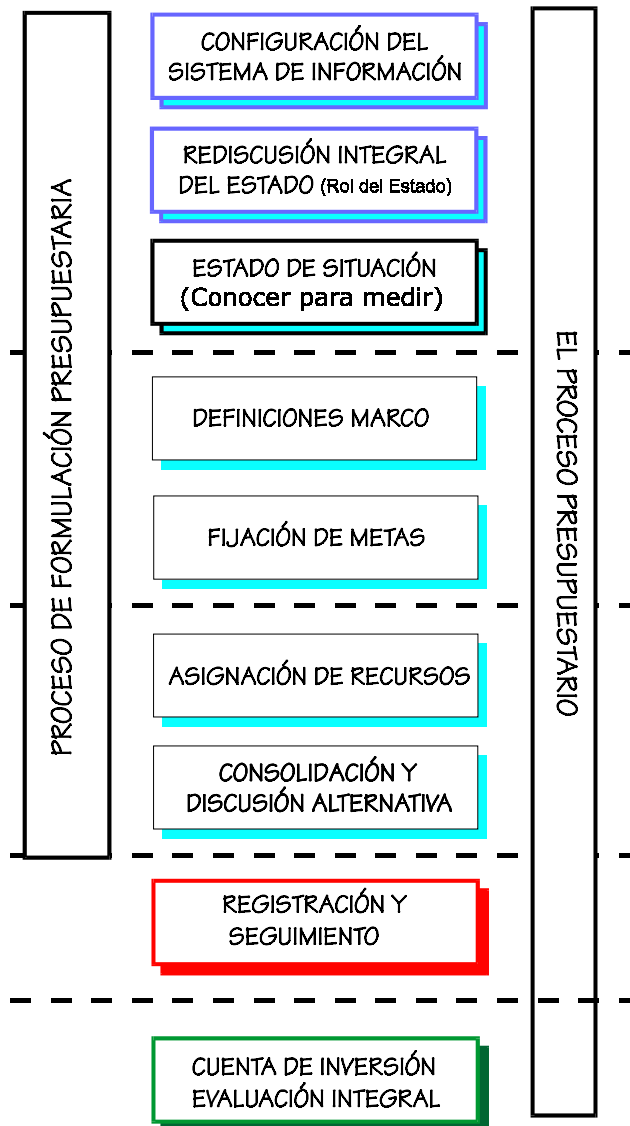 PROCESO DE FORMULACIÓN PRESUPUESTARIA
CONFIGURACIÓN DEL
SISTEMA DE INFORMACIÓN
REDISCUSIÓN INTEGRAL
DEL ESTADO (Rol del Estado)
ESTADO DE SITUACIÓN
(Conocer para medir)
DEFINICIONES MARCO
FIJACIÓN DE METAS
ASIGNACIÓN DE RECURSOS
CONSOLIDACIÓN Y
DISCUSIÓN ALTERNATIVA
REGISTRACIÓN Y
SEGUIMIENTO
CUENTA DE INVERSIÓN
EVALUACIÓN INTEGRAL
EL PROCESO PRESUPUESTARIO